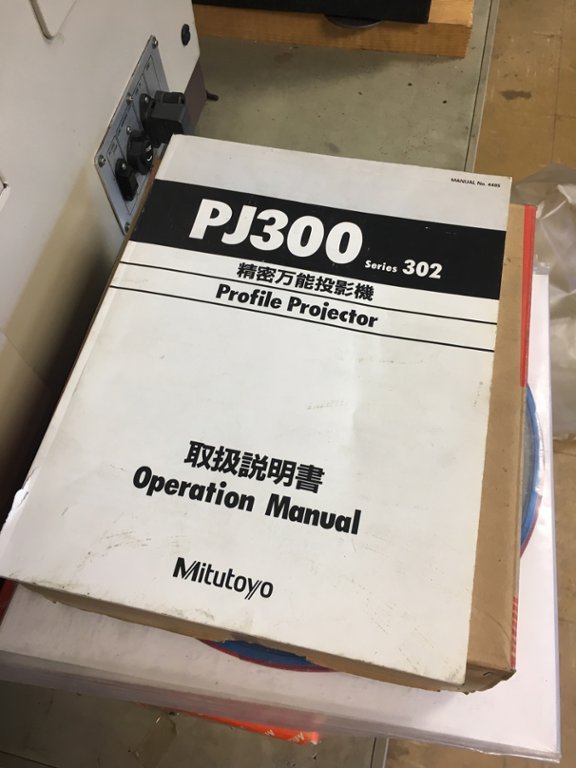 MANUAL No. 4485
PJ300 Series 302
精密万能投影機
Profile Projector
取扱説明書
Operation Manual
Mitutoyo